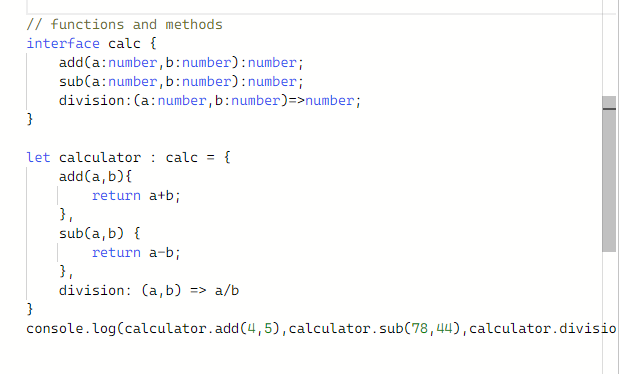 // functions and methods
interface calc {
    add(a:number,b:number):number;
    sub(a:number,b:number):number;
    division:(a:number,b:number)=>number;
}
let calculator : calc = {
    add(a,b){
        return a+b;
    },
    sub(a,b) {
        return a-b;
    },
    division: (a,b) => a/b
}
console.log(calculator.add(4,5),calculator.sub(78,44),calculator.divisio